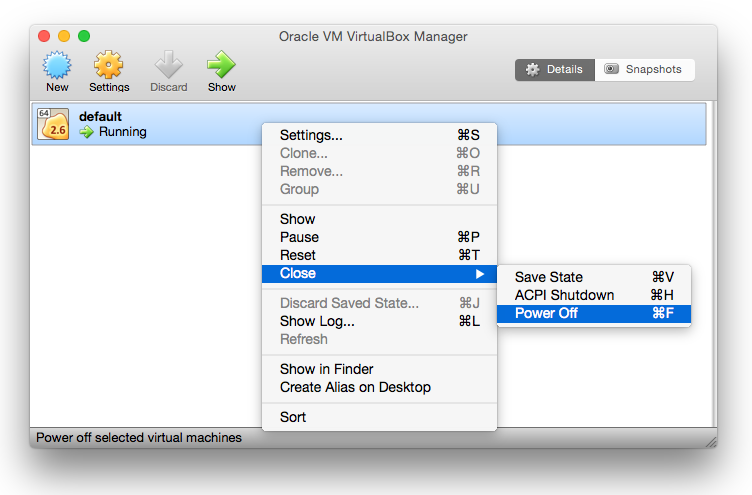 Oracle VM VirtualBox Manager
New
Settings
Discard
Show
Details
Snapshots
64
2.6
default
Running
Settings... ⌘S
Clone... ⌘O
Remove... ⌘R
Group ⌘U
Show
Pause ⌘P
Reset ⌘T
Close
Save State ⌘V
ACPI Shutdown ⌘H
Power Off ⌘F
Discard Saved State... ⌘J
Show Log... ⌘L
Refresh
Show in Finder
Create Alias on Desktop
Sort
Power off selected virtual machines